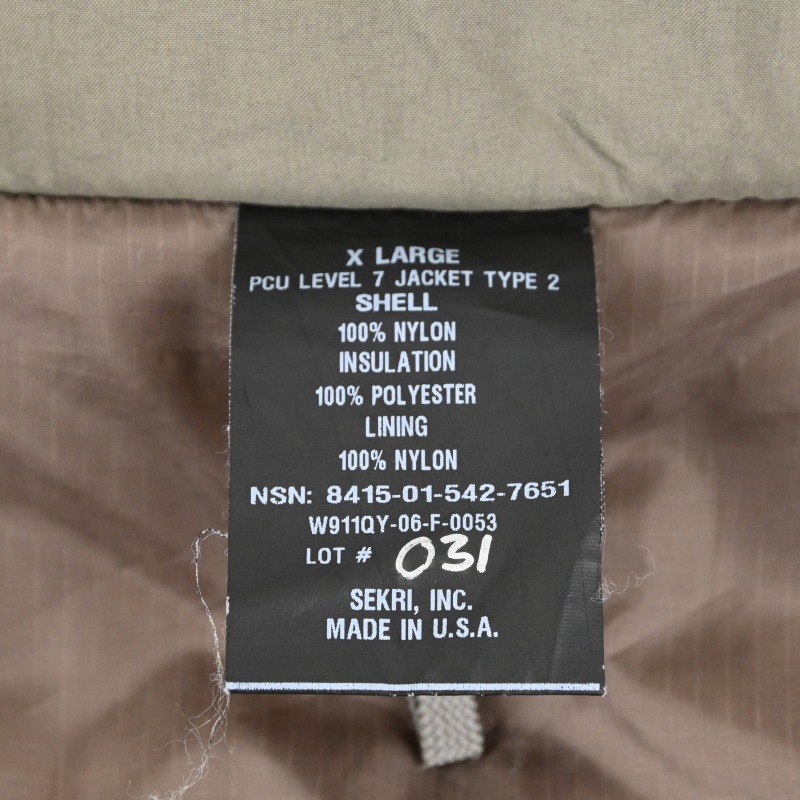 X LARGE
PCU LEVEL 7 JACKET TYPE 2
SHELL
100% NYLON
INSULATION
100% POLYESTER
LINING
100% NYLON
NSN: 8415-01-542-7651
W911QY-06-F-0053
LOT # 031
SEKRI, INC.
MADE IN U.S.A.